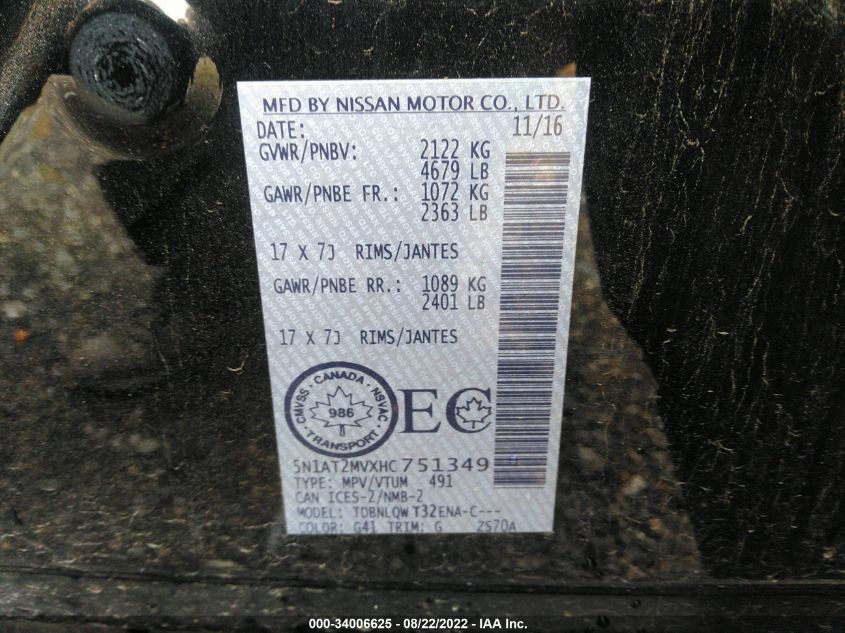 MFD BY NISSAN MOTOR CO., LTD.
DATE: 11/16
GVWR/PNBV: 2122 KG
4679 LB
GAWR/PNBE FR.: 1072 KG
2363 LB
17 X 7J RIMS/JANTES
GAWR/PNBE RR.: 1089 KG
2401 LB
17 X 7J RIMS/JANTES
CANADA
CMVSS NSVAC
986
TRANSPORT
EC
5N1AT2MVXHC751349
TYPE: MPV/VTUM 491
CAN ICES-2/NMB-2
MODEL: TDBNLQWT32ENA-C---
COLOR: G41 TRIM: G ZS70A
000-34006625 - 08/22/2022 - IAA Inc.